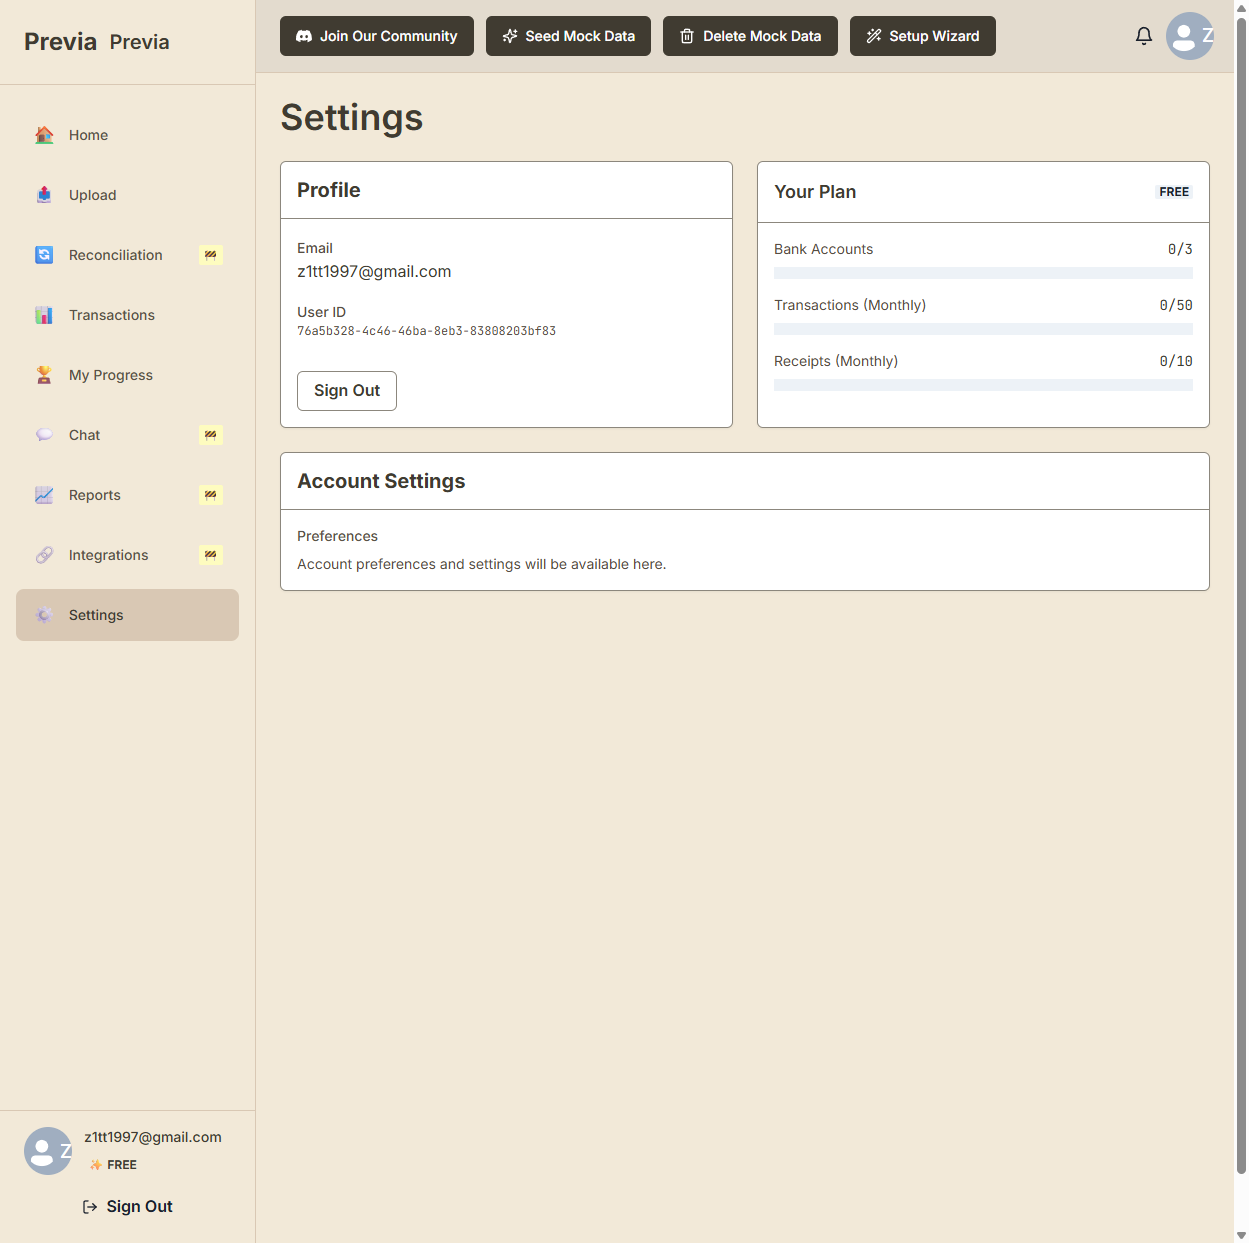 Previa Previa
Join Our Community
Seed Mock Data
Delete Mock Data
Setup Wizard
Z
Home
Upload
Reconciliation
Transactions
My Progress
Chat
Reports
Integrations
Settings
Settings
Profile
Email
z1tt1997@gmail.com
User ID
76a5b328-4c46-46ba-8eb3-83808203bf83
Sign Out
Your Plan FREE
Bank Accounts 0/3
Transactions (Monthly) 0/50
Receipts (Monthly) 0/10
Account Settings
Preferences
Account preferences and settings will be available here.
Z
z1tt1997@gmail.com
FREE
Sign Out